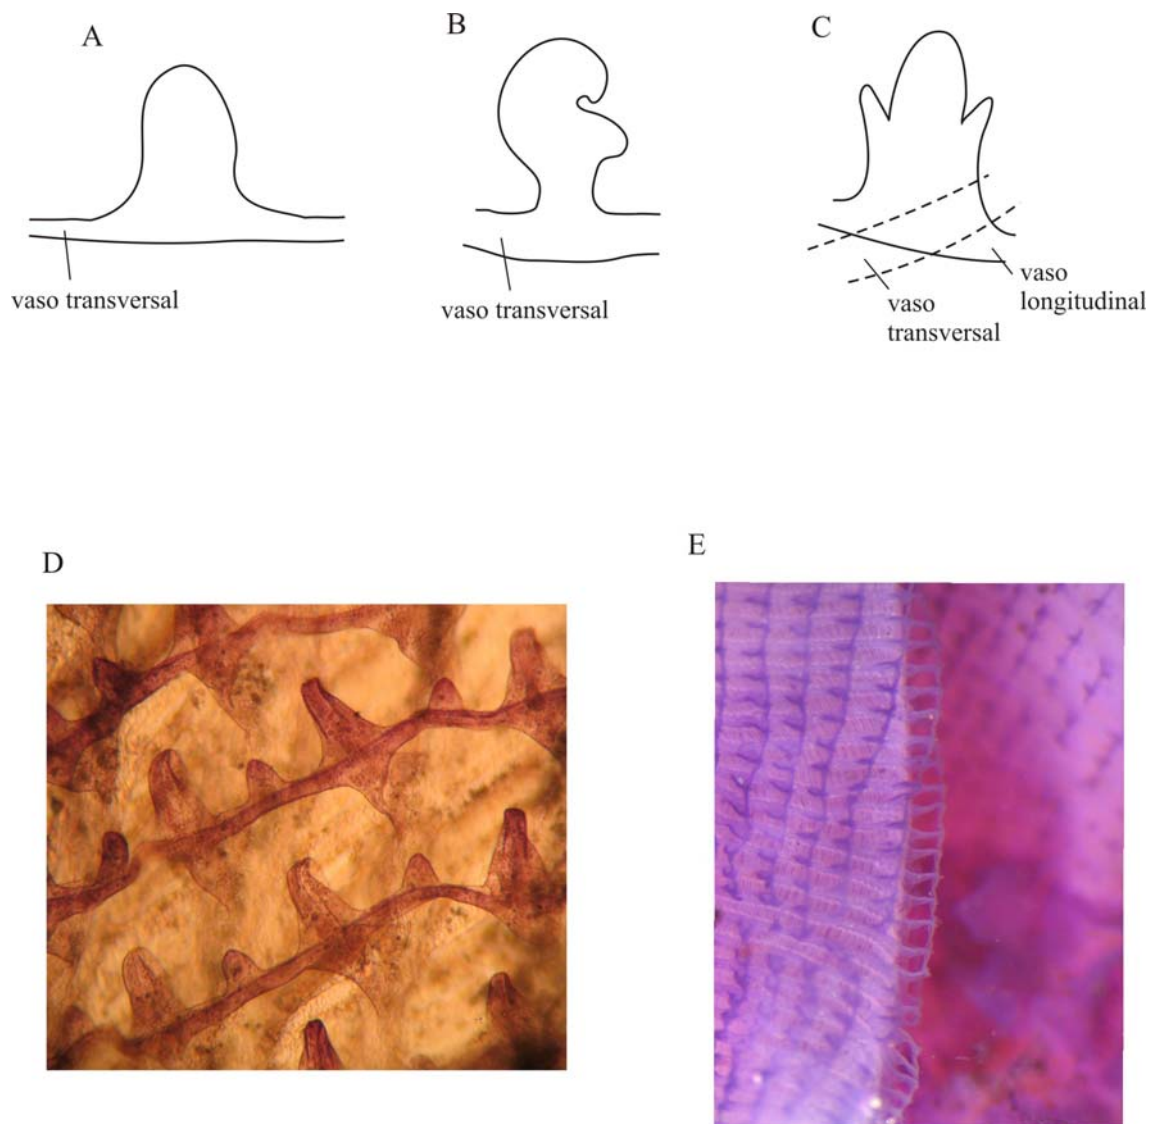 A
B
C
vaso transversal
vaso transversal
vaso
transversal
vaso
longitudinal
D
E